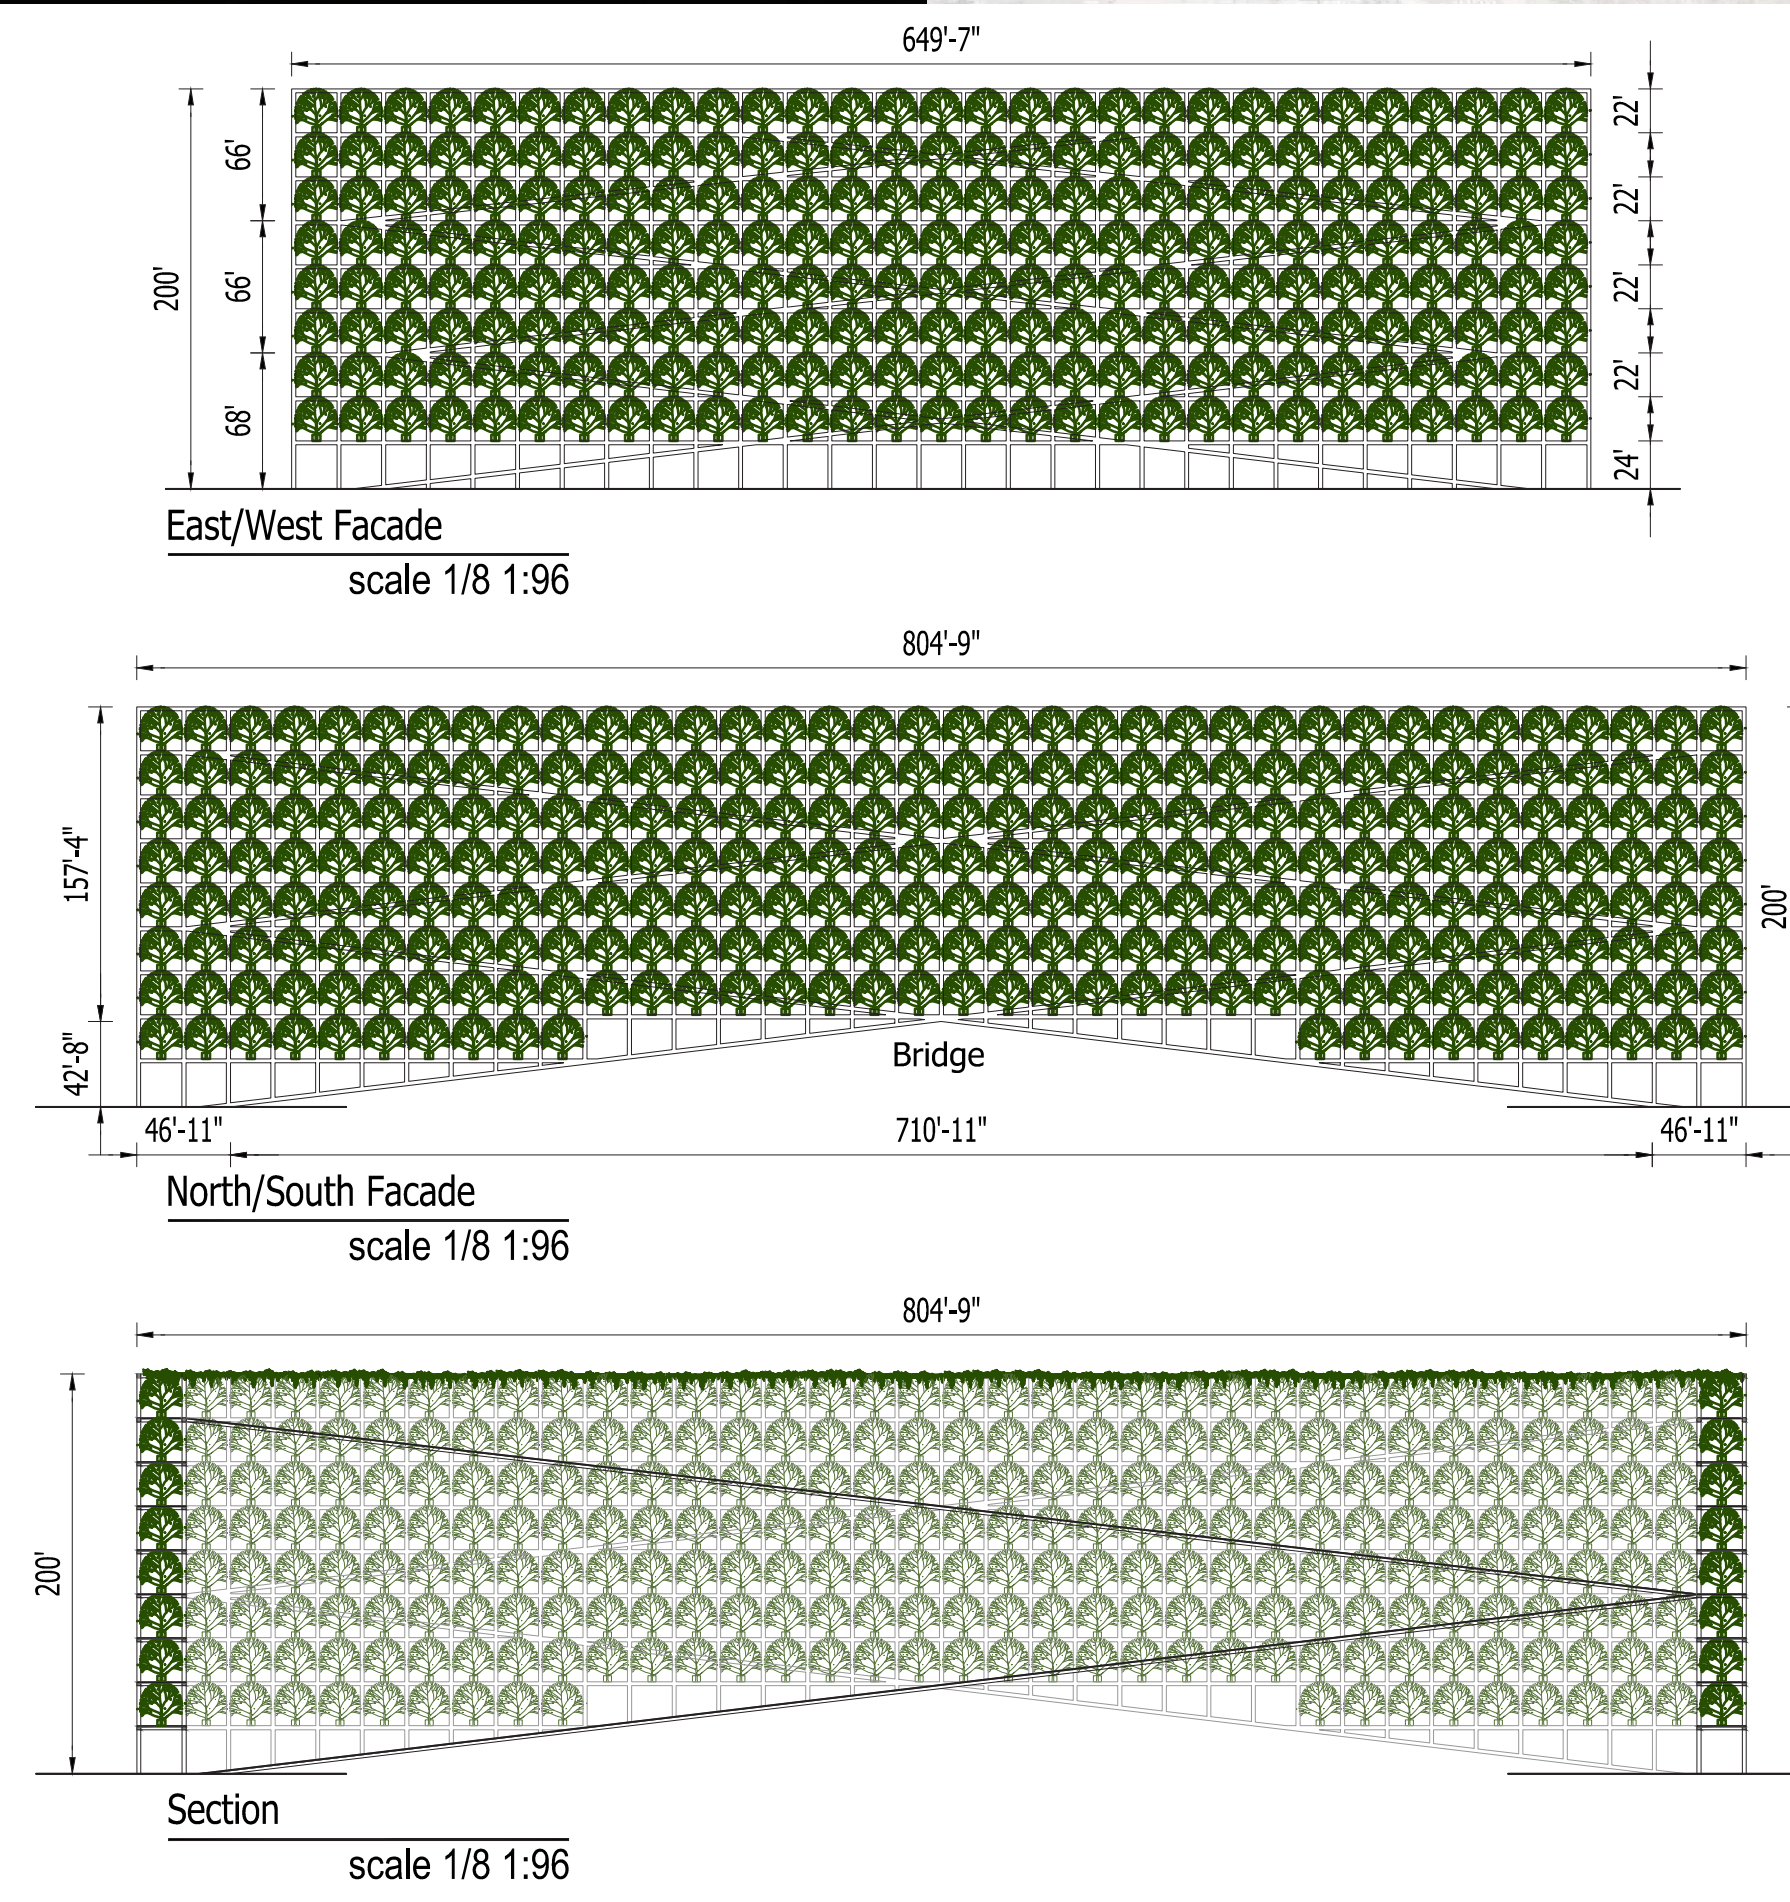 649'-7"
200'
66'
66'
68'
22'
22'
22'
22'
24'
East/West Facade
scale 1/8 1:96
804'-9"
157'-4"
42'-8"
200'
Bridge
46'-11"
710'-11"
46'-11"
North/South Facade
scale 1/8 1:96
804'-9"
200'
Section
scale 1/8 1:96